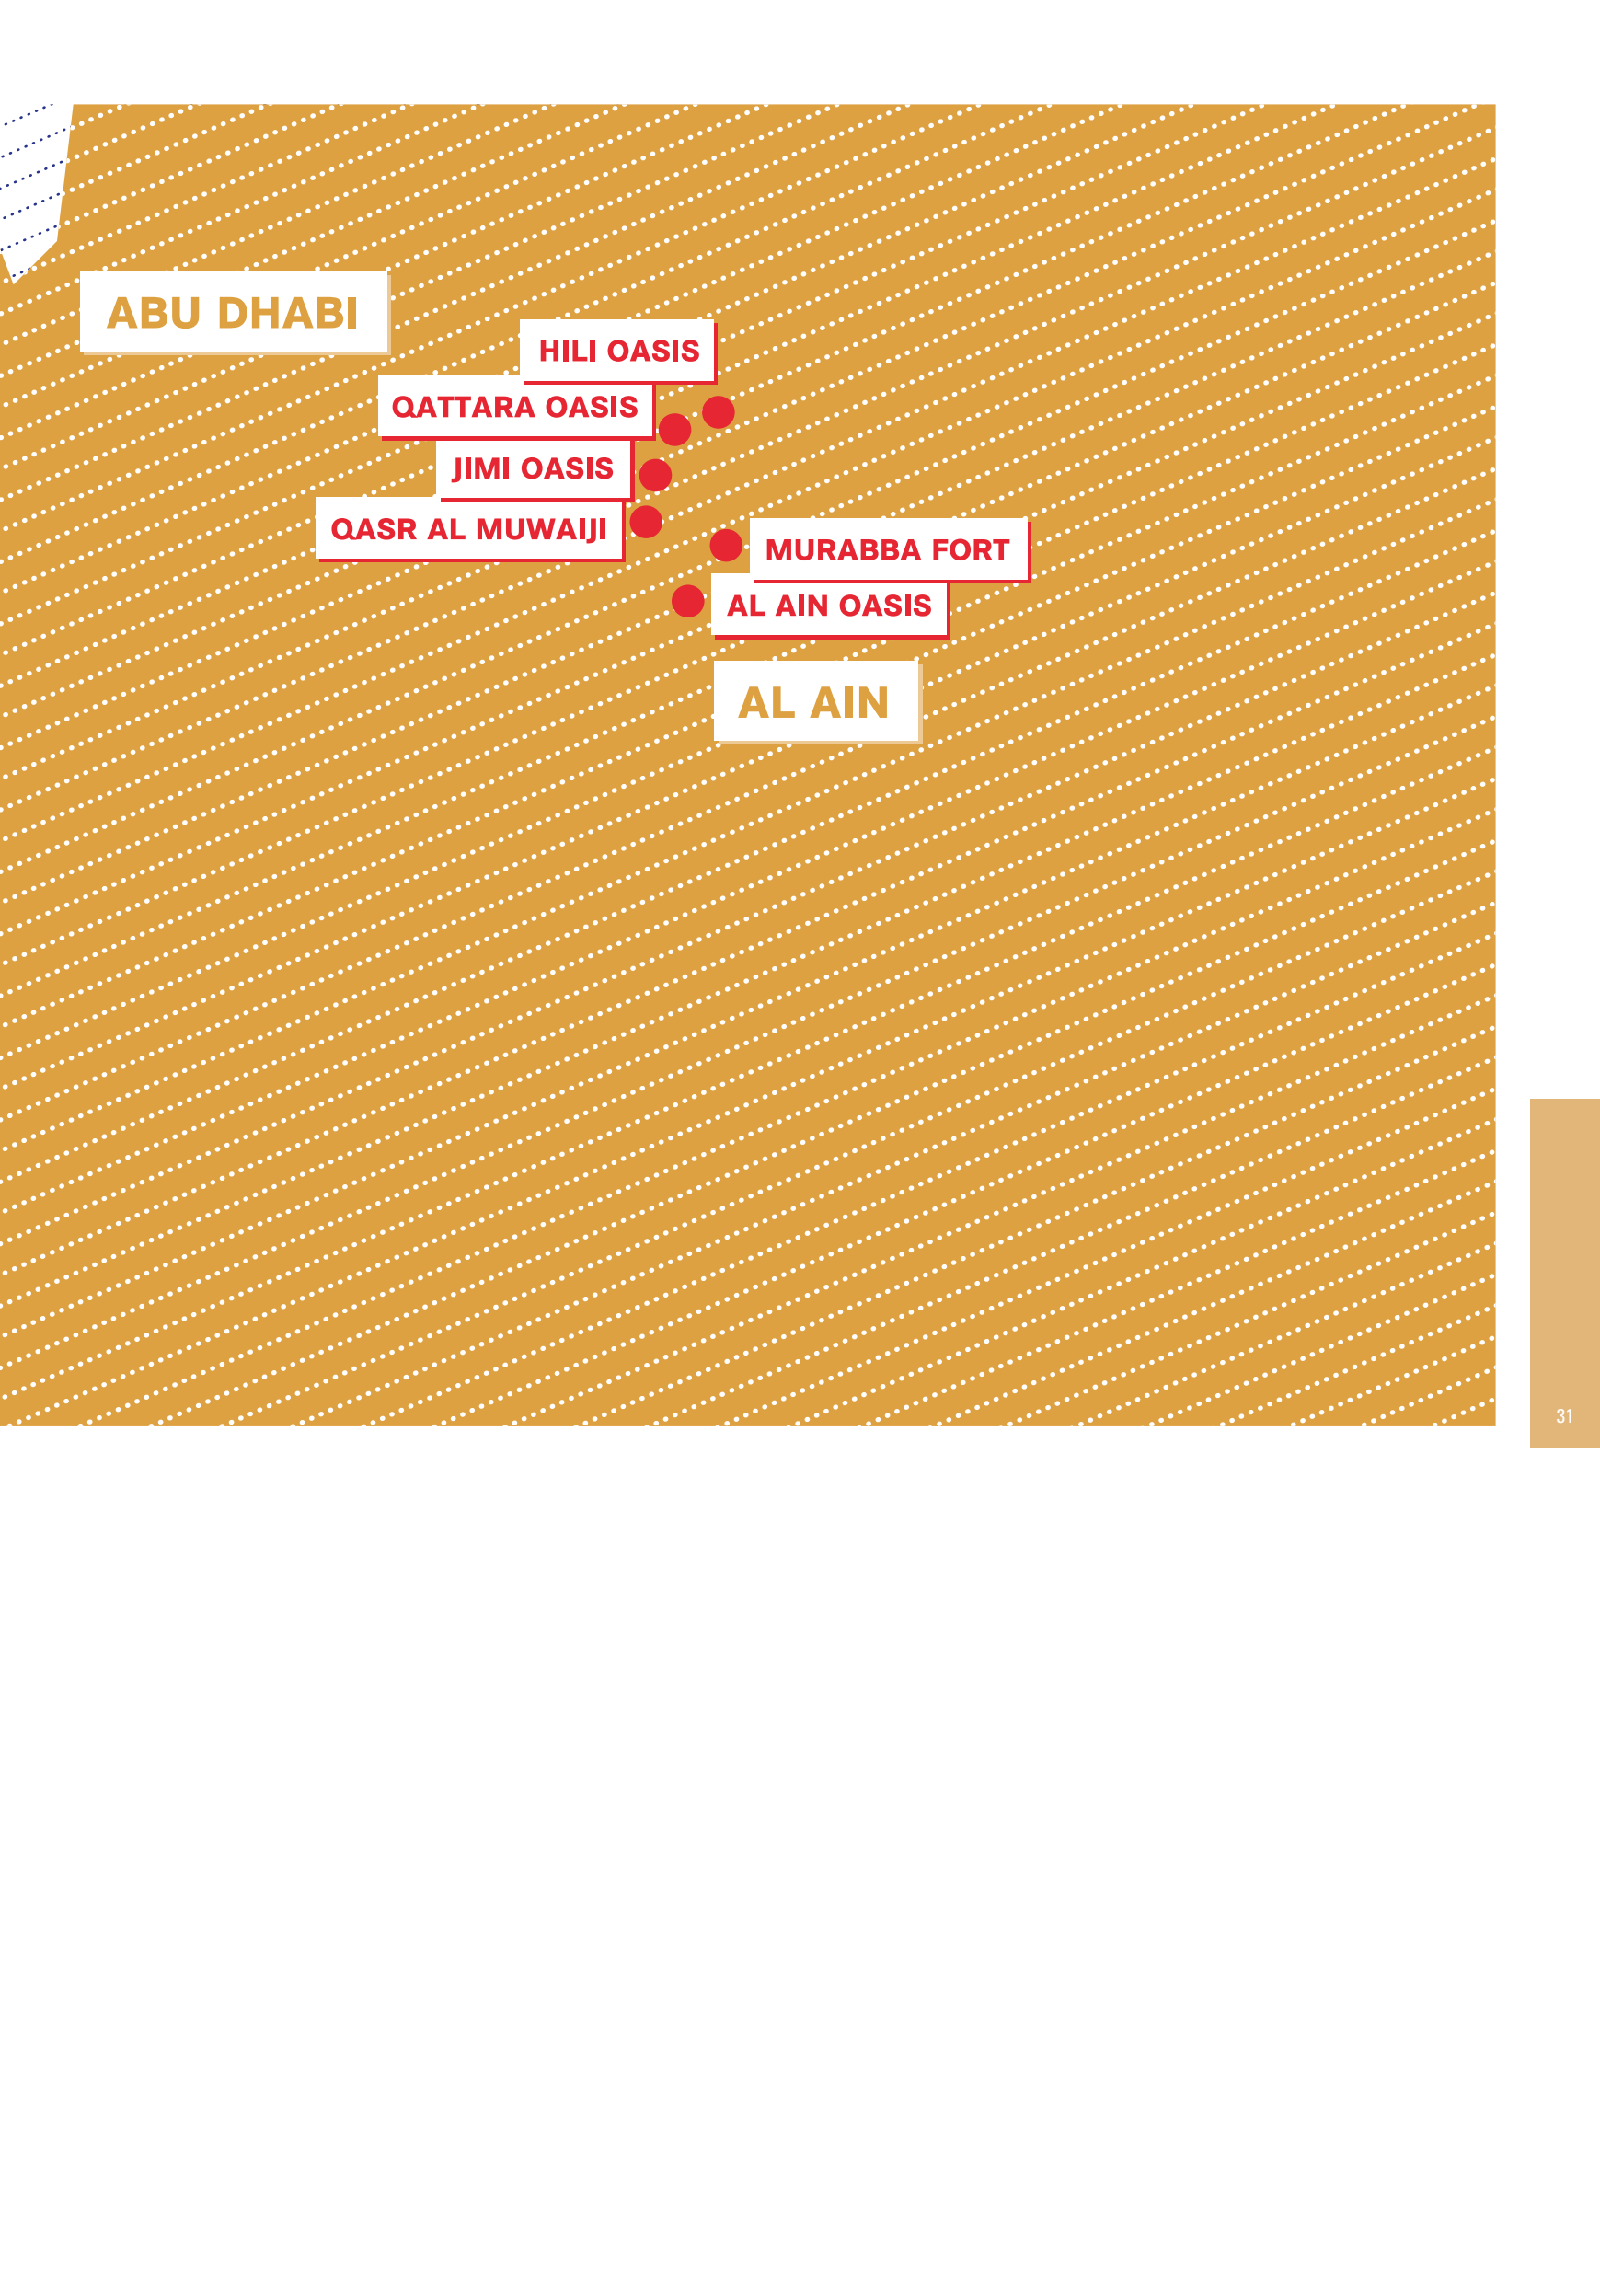 ABU DHABI
HILI OASIS
QATTARA OASIS
JIMI OASIS
QASR AL MUWAIJI
MURABBA FORT
AL AIN OASIS
AL AIN
31